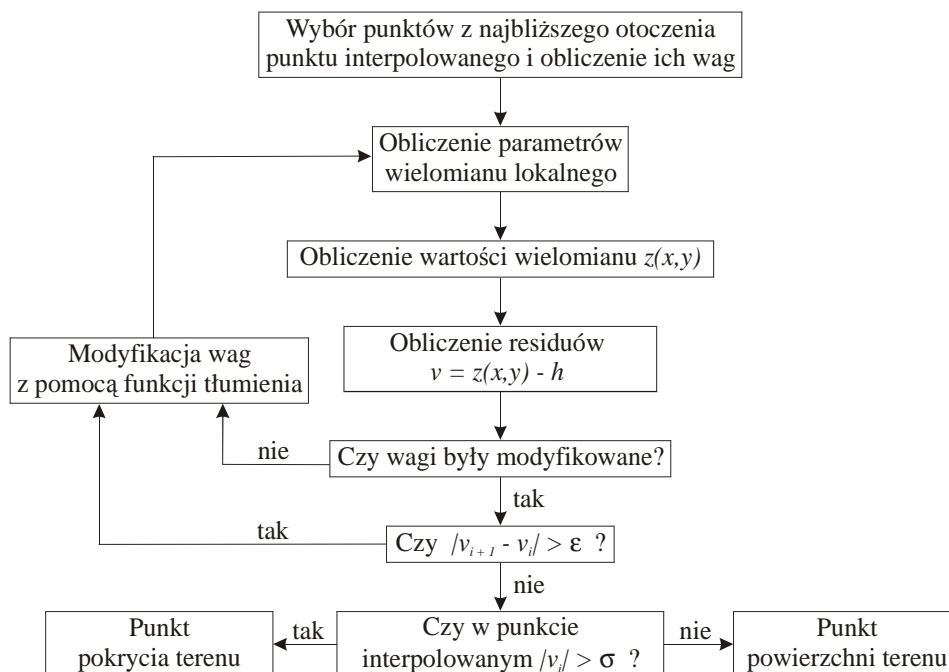 Wybór punktów z najbliższego otoczenia
punktu interpolowanego i obliczenie ich wag
Obliczenie parametrów
wielomianu lokalnego
Obliczenie wartości wielomianu z(x,y)
Obliczenie residuów
v = z(x,y) - h
Modyfikacja wag
z pomocą funkcji tłumienia
nie
Czy wagi były modyfikowane?
tak
tak
Czy |v_{i+1} - v_i| > ε ?
nie
Punkt
pokrycia terenu
tak
Czy w punkcie
interpolowanym |v_i| > σ ?
nie
Punkt
powierzchni terenu